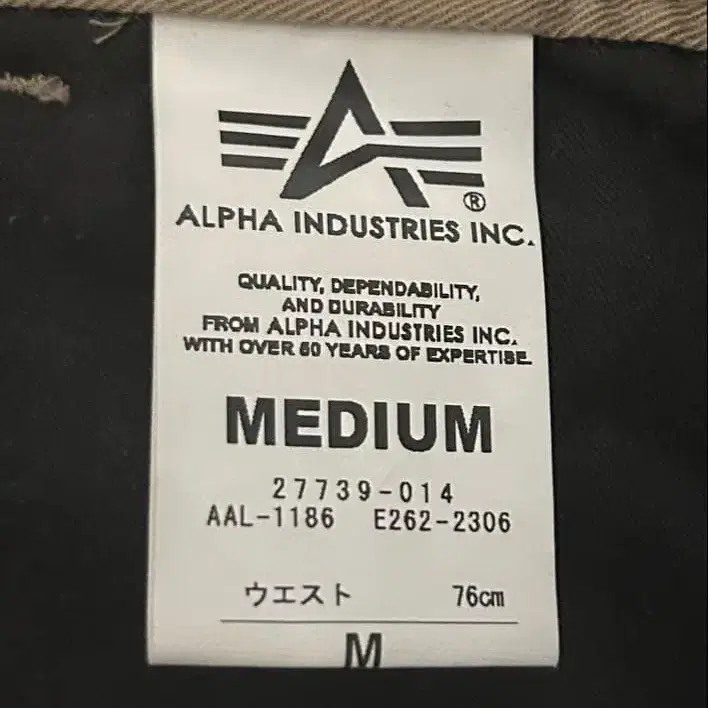 ®
ALPHA INDUSTRIES INC.
QUALITY, DEPENDABILITY,
AND DURABILITY
FROM ALPHA INDUSTRIES INC.
WITH OVER 60 YEARS OF EXPERTISE.
MEDIUM
27739-014
AAL-1186 E262-2306
ウエスト 76cm
M